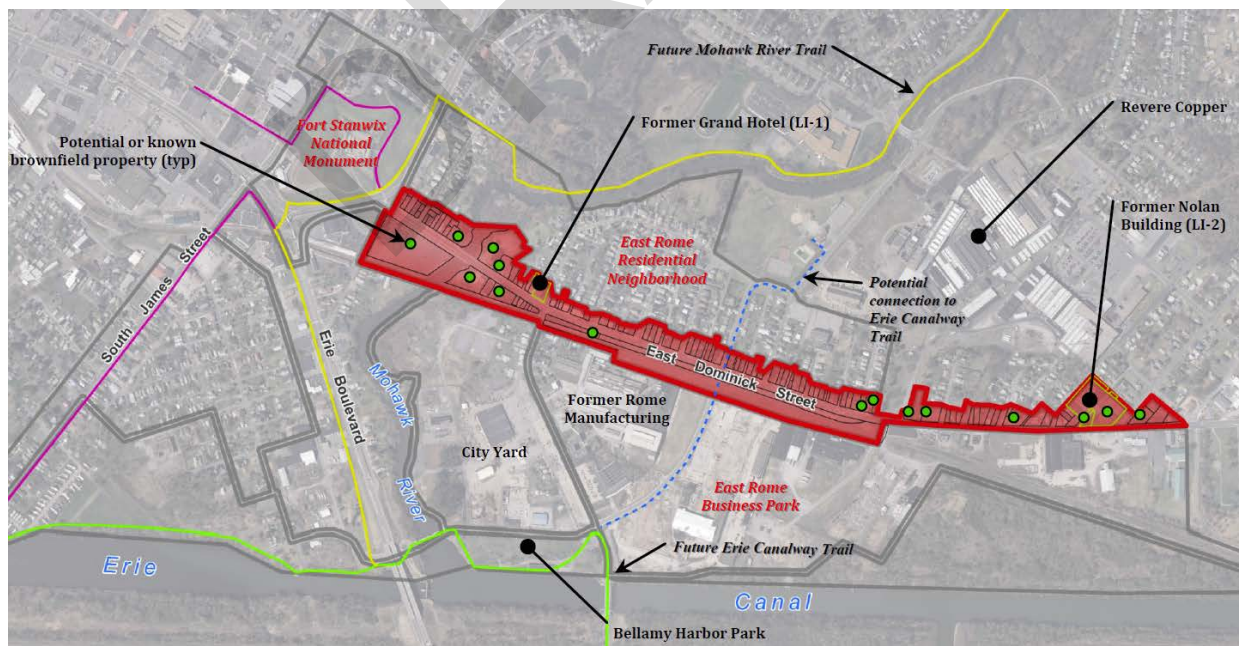 Future Mohawk River Trail
Revere Copper
Former Grand Hotel (LI-1)
Fort Stanwix
National
Monument
Potential or known
brownfield property (typ)
Former Nolan
Building (LI-2)
East Rome
Residential
Neighborhood
South James Street
Potential
connection to
Erie Canalway
Trail
Erie Boulevard
Mohawk River
East Dominick Street
Former Rome
Manufacturing
City Yard
East Rome
Business Park
Future Erie Canalway Trail
Erie Canal
Bellamy Harbor Park